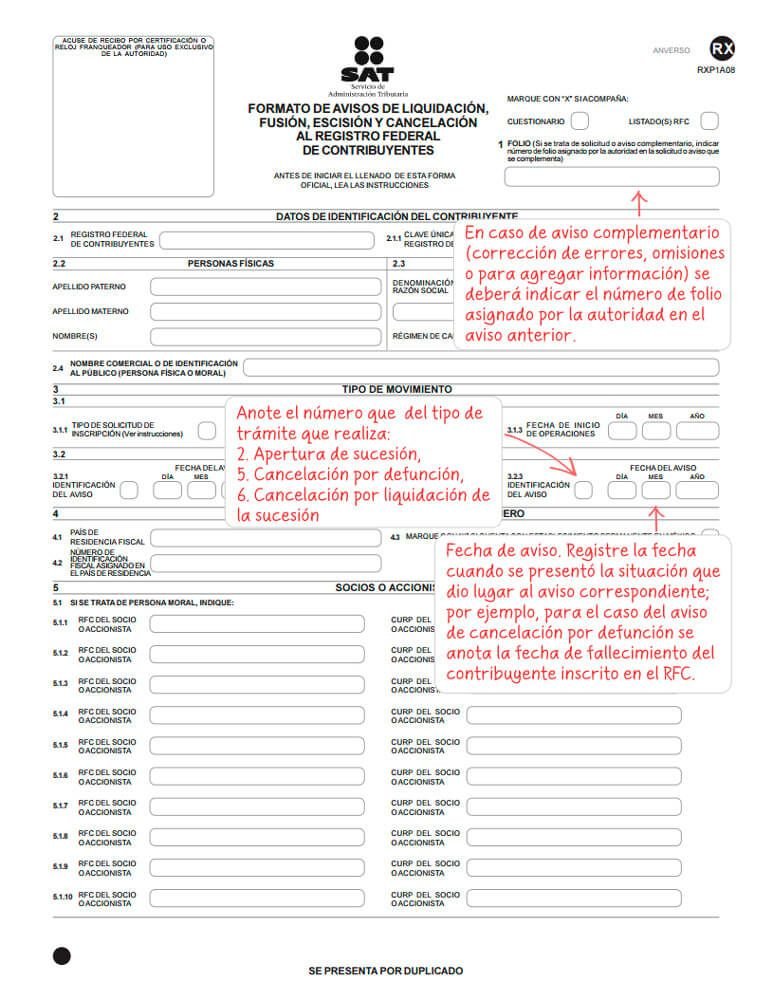 ACUSE DE RECIBO POR CERTIFICACIÓN O
RELOJ FRANQUEADOR (PARA USO EXCLUSIVO
DE LA AUTORIDAD)
SAT
Servicio de
Administración Tributaria
ANVERSO
RX
RXP1A08
FORMATO DE AVISOS DE LIQUIDACIÓN,
FUSIÓN, ESCISIÓN Y CANCELACIÓN
AL REGISTRO FEDERAL
DE CONTRIBUYENTES
ANTES DE INICIAR EL LLENADO DE ESTA FORMA
OFICIAL, LEA LAS INSTRUCCIONES
MARQUE CON "X" SI ACOMPAÑA:
CUESTIONARIO
LISTADO(S) RFC
1 FOLIO (Si se trata de solicitud o aviso complementario, indicar
número de folio asignado por la autoridad en la solicitud o aviso que
se complementa)
2 DATOS DE IDENTIFICACIÓN DEL CONTRIBUYENTE
2.1 REGISTRO FEDERAL
DE CONTRIBUYENTES
2.1.1 CLAVE ÚNICA
REGISTRO DE
En caso de aviso complementario
(corrección de errores, omisiones
o para agregar información) se
deberá indicar el número de folio
asignado por la autoridad en el
aviso anterior.
2.2 PERSONAS FÍSICAS
2.3
APELLIDO PATERNO
DENOMINACIÓN
RAZÓN SOCIAL
APELLIDO MATERNO
NOMBRE(S)
RÉGIMEN DE CA
2.4 NOMBRE COMERCIAL O DE IDENTIFICACIÓN
AL PÚBLICO (PERSONA FÍSICA O MORAL)
3 TIPO DE MOVIMIENTO
3.1
3.1.1 TIPO DE SOLICITUD DE
INSCRIPCIÓN (Ver instrucciones)
Anote el número que del tipo de
trámite que realiza:
2. Apertura de sucesión,
5. Cancelación por defunción,
6. Cancelación por liquidación de
la sucesión
3.1.3 FECHA DE INICIO
DE OPERACIONES
DÍA MES AÑO
3.2
3.2.1
IDENTIFICACIÓN
DEL AVISO
FECHA DEL AV
DÍA MES
3.2.3
IDENTIFICACIÓN
DEL AVISO
FECHA DEL AVISO
DÍA MES AÑO
4 ERO
4.1 PAÍS DE
RESIDENCIA FISCAL
4.3 MARQUE
4.2 NÚMERO DE
IDENTIFICACIÓN
FISCAL ASIGNADO EN
EL PAÍS DE RESIDENCIA
Fecha de aviso. Registre la fecha
cuando se presentó la situación que
dio lugar al aviso correspondiente;
por ejemplo, para el caso del aviso
de cancelación por defunción se
anota la fecha de fallecimiento del
contribuyente inscrito en el RFC.
5 SOCIOS O ACCIONIS
5.1 SI SE TRATA DE PERSONA MORAL, INDIQUE:
5.1.1 RFC DEL SOCIO
O ACCIONISTA
CURP DEL
O ACCIONIS
5.1.2 RFC DEL SOCIO
O ACCIONISTA
CURP DEL
O ACCIONIS
5.1.3 RFC DEL SOCIO
O ACCIONISTA
CURP DEL
O ACCIONIST
5.1.4 RFC DEL SOCIO
O ACCIONISTA
CURP DEL SOCIO
O ACCIONISTA
5.1.5 RFC DEL SOCIO
O ACCIONISTA
CURP DEL SOCIO
O ACCIONISTA
5.1.6 RFC DEL SOCIO
O ACCIONISTA
CURP DEL SOCIO
O ACCIONISTA
5.1.7 RFC DEL SOCIO
O ACCIONISTA
CURP DEL SOCIO
O ACCIONISTA
5.1.8 RFC DEL SOCIO
O ACCIONISTA
CURP DEL SOCIO
O ACCIONISTA
5.1.9 RFC DEL SOCIO
O ACCIONISTA
CURP DEL SOCIO
O ACCIONISTA
5.1.10 RFC DEL SOCIO
O ACCIONISTA
CURP DEL SOCIO
O ACCIONISTA
SE PRESENTA POR DUPLICADO